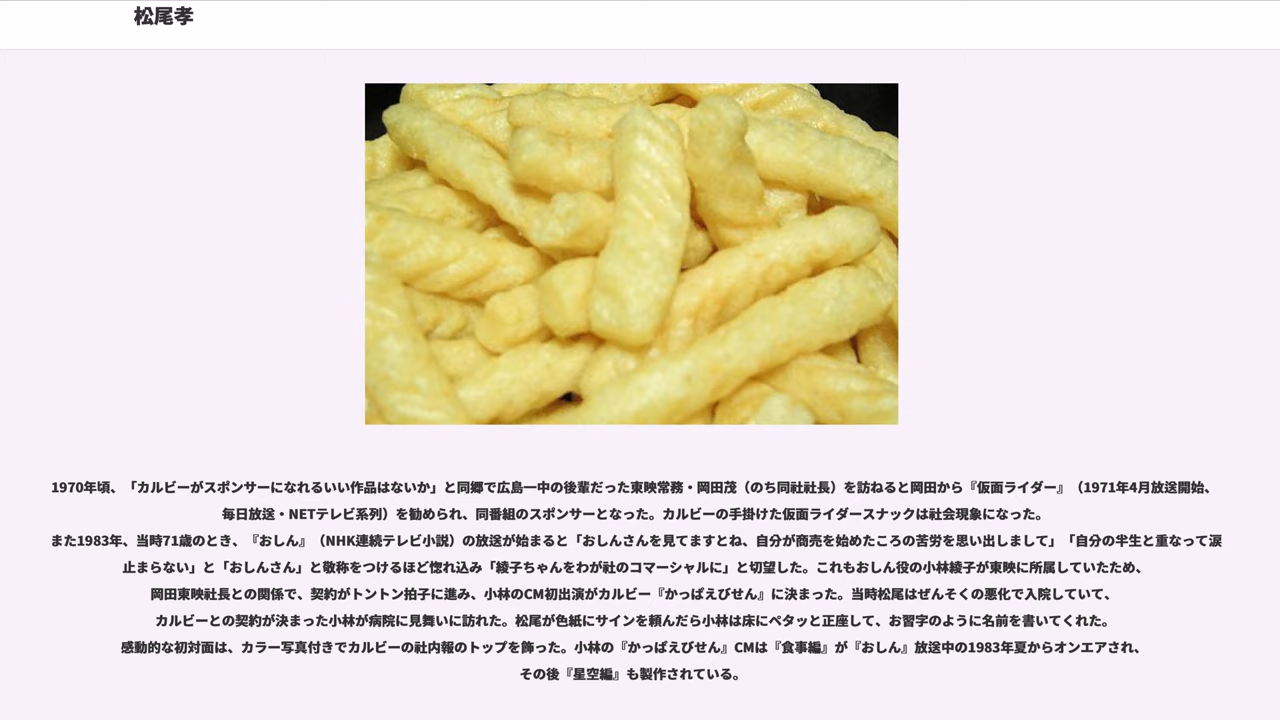 松尾孝
1970年頃、「カルビーがスポンサーになれるいい作品はないか」と同郷で広島一中の後輩だった東映常務・岡田茂（のち同社社長）を訪ねると岡田から『仮面ライダー』（1971年4月放送開始、
毎日放送・NETテレビ系列）を勧められ、同番組のスポンサーとなった。カルビーの手掛けた仮面ライダースナックは社会現象になった。
また1983年、当時71歳のとき、『おしん』（NHK連続テレビ小説）の放送が始まると「おしんさんを見てますとね、自分が商売を始めたころの苦労を思い出しまして」「自分の半生と重なって涙
止まらない」と「おしんさん」と敬称をつけるほど惚れ込み「綾子ちゃんをわが社のコマーシャルに」と切望した。これもおしん役の小林綾子が東映に所属していたため、
岡田東映社長との関係で、契約がトントン拍子に進み、小林のCM初出演がカルビー『かっぱえびせん』に決まった。当時松尾はぜんそくの悪化で入院していて、
カルビーとの契約が決まった小林が病院に見舞いに訪れた。松尾が色紙にサインを頼んだら小林は床にペタッと正座して、お習字のように名前を書いてくれた。
感動的な初対面は、カラー写真付きでカルビーの社内報のトップを飾った。小林の『かっぱえびせん』CMは『食事編』が『おしん』放送中の1983年夏からオンエアされ、
その後『星空編』も製作されている。